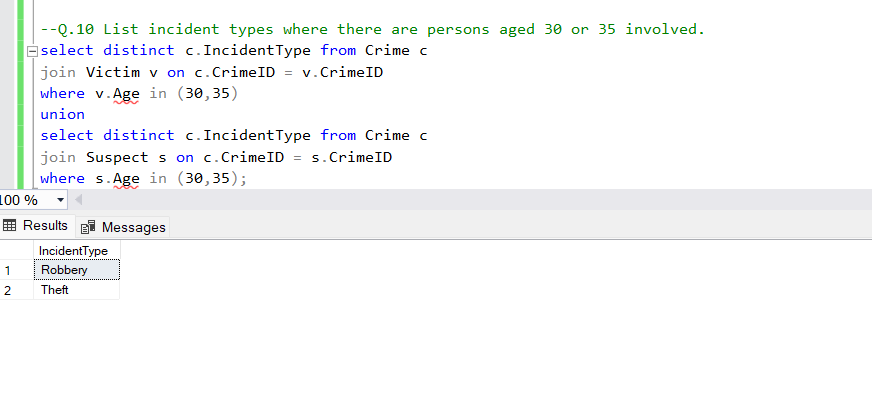 --Q.10 List incident types where there are persons aged 30 or 35 involved.
select distinct c.IncidentType from Crime c
join Victim v on c.CrimeID = v.CrimeID
where v.Age in (30,35)
union
select distinct c.IncidentType from Crime c
join Suspect s on c.CrimeID = s.CrimeID
where s.Age in (30,35);
100 %
Results Messages
IncidentType
1 Robbery
2 Theft